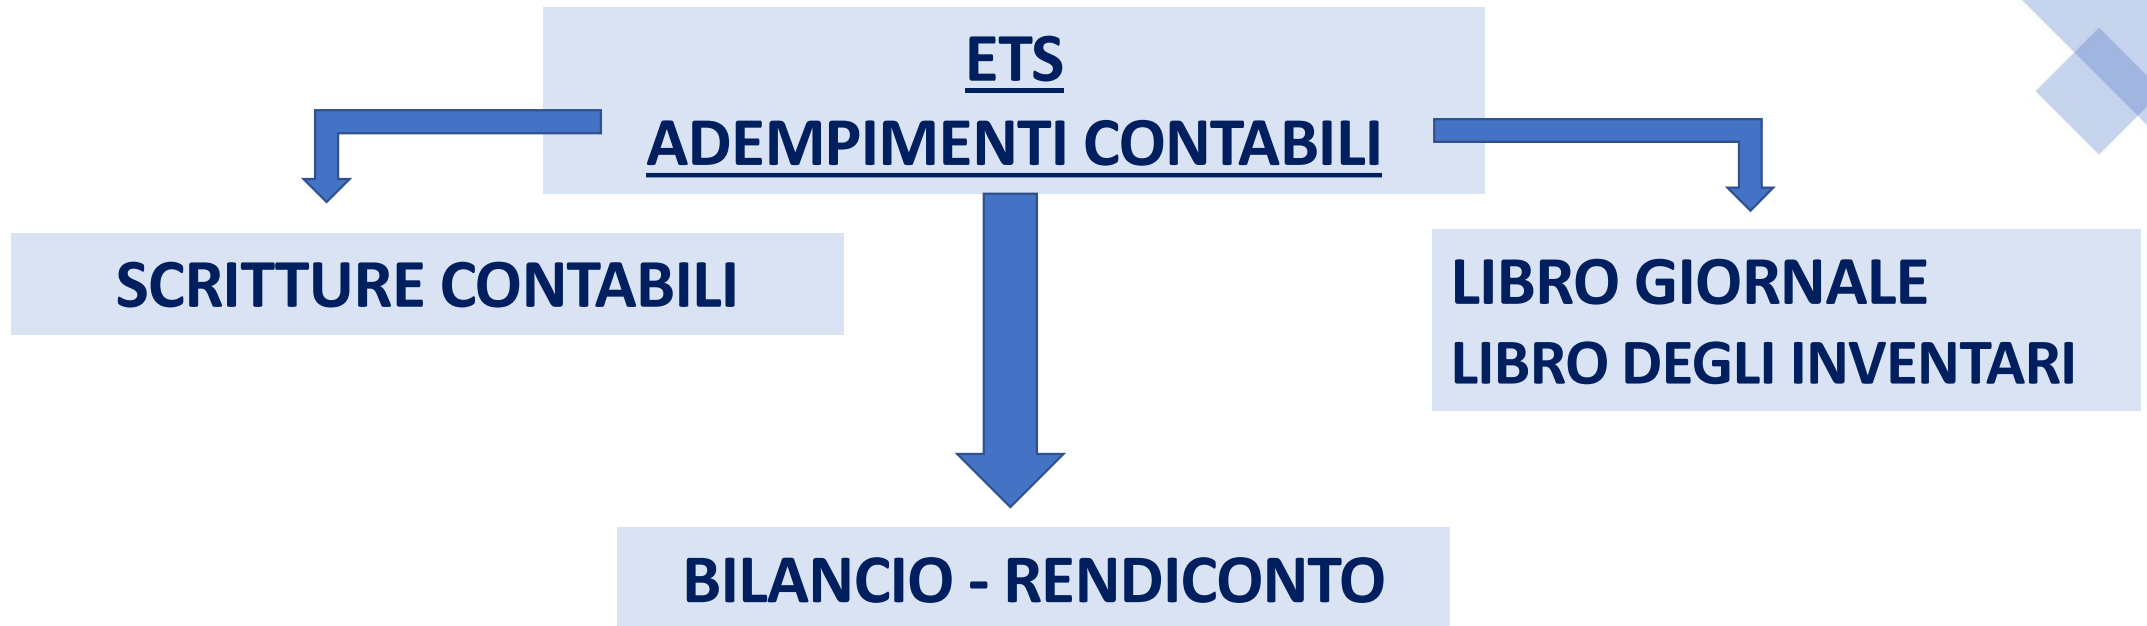 ETS
ADEMPIMENTI CONTABILI
SCRITTURE CONTABILI
LIBRO GIORNALE
LIBRO DEGLI INVENTARI
BILANCIO - RENDICONTO